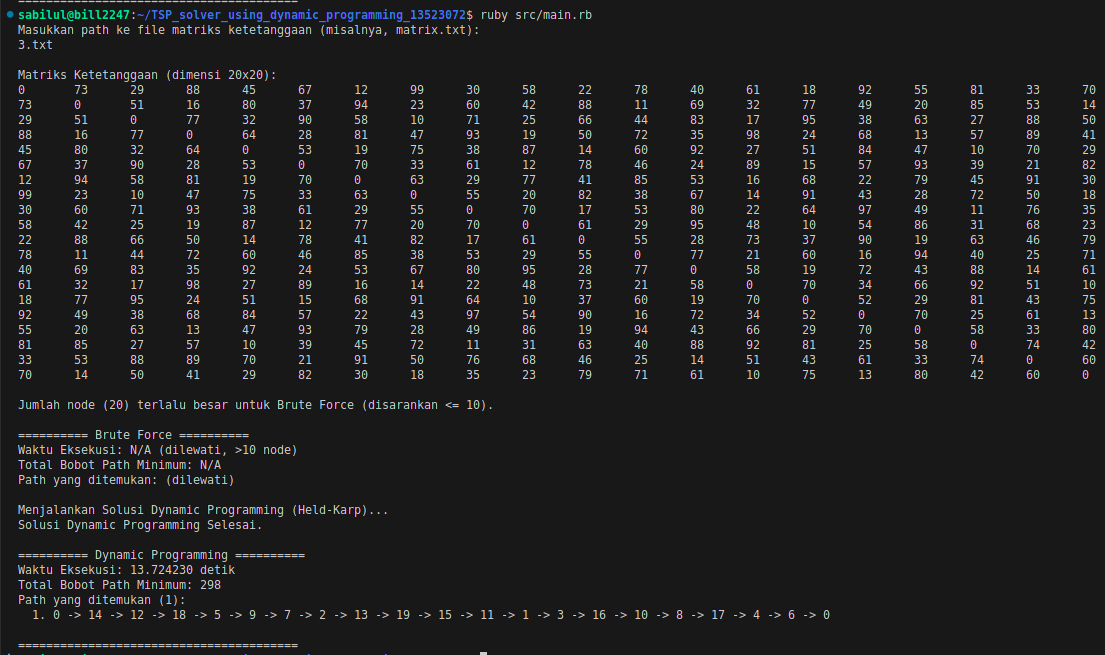 ========================================
sabilul@bill2247:~/TSP_solver_using_dynamic_programming_13523072$ ruby src/main.rb
Masukkan path ke file matriks ketetanggaan (misalnya, matrix.txt):
3.txt
Matriks Ketetanggaan (dimensi 20x20):
0 73 29 88 45 67 12 99 30 58 22 78 40 61 18 92 55 81 33 70
73 0 51 16 80 37 94 23 60 42 88 11 69 32 77 49 20 85 53 14
29 51 0 77 32 90 58 10 71 25 66 44 83 17 95 38 63 27 88 50
88 16 77 0 64 28 81 47 93 19 50 72 35 98 24 68 13 57 89 41
45 80 32 64 0 53 19 75 38 87 14 60 92 27 51 84 47 10 70 29
67 37 90 28 53 0 70 33 61 12 78 46 24 89 15 57 93 39 21 82
12 94 58 81 19 70 0 63 29 77 41 85 53 16 68 22 79 45 91 30
99 23 10 47 75 33 63 0 55 20 82 38 67 14 91 43 28 72 50 18
30 60 71 93 38 61 29 55 0 70 17 53 80 22 64 97 49 11 76 35
58 42 25 19 87 12 77 20 70 0 61 29 95 48 10 54 86 31 68 23
22 88 66 50 14 78 41 82 17 61 0 55 28 73 37 90 19 63 46 79
78 11 44 72 60 46 85 38 53 29 55 0 77 21 60 16 94 40 25 71
40 69 83 35 92 24 53 67 80 95 28 77 0 58 19 72 43 88 14 61
61 32 17 98 27 89 16 14 22 48 73 21 58 0 70 34 66 92 51 10
18 77 95 24 51 15 68 91 64 10 37 60 19 70 0 52 29 81 43 75
92 49 38 68 84 57 22 43 97 54 90 16 72 34 52 0 70 25 61 13
55 20 63 13 47 93 79 28 49 86 19 94 43 66 29 70 0 58 33 80
81 85 27 57 10 39 45 72 11 31 63 40 88 92 81 25 58 0 74 42
33 53 88 89 70 21 91 50 76 68 46 25 14 51 43 61 33 74 0 60
70 14 50 41 29 82 30 18 35 23 79 71 61 10 75 13 80 42 60 0
Jumlah node (20) terlalu besar untuk Brute Force (disarankan <= 10).
========== Brute Force ==========
Waktu Eksekusi: N/A (dilewati, >10 node)
Total Bobot Path Minimum: N/A
Path yang ditemukan: (dilewati)
Menjalankan Solusi Dynamic Programming (Held-Karp)...
Solusi Dynamic Programming Selesai.
========== Dynamic Programming ==========
Waktu Eksekusi: 13.724230 detik
Total Bobot Path Minimum: 298
Path yang ditemukan (1):
1. 0 -> 14 -> 12 -> 18 -> 5 -> 9 -> 7 -> 2 -> 13 -> 19 -> 15 -> 11 -> 1 -> 3 -> 16 -> 10 -> 8 -> 17 -> 4 -> 6 -> 0
========================================